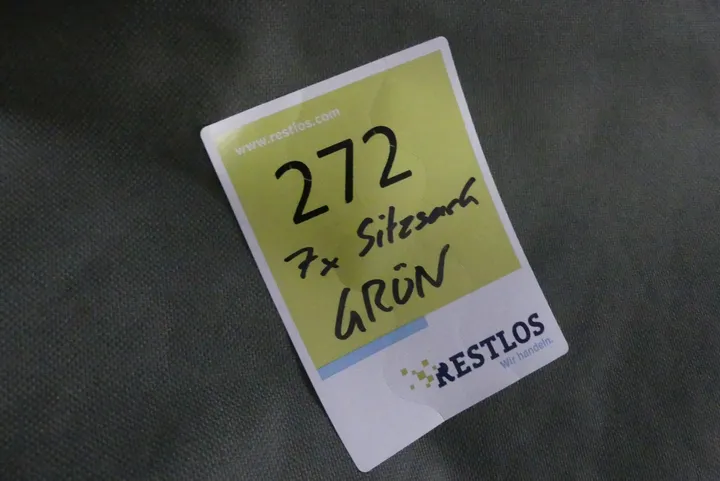 www.restlos.com
272
7x Sitzsack
GRÜN
RESTLOS
Wir handeln.